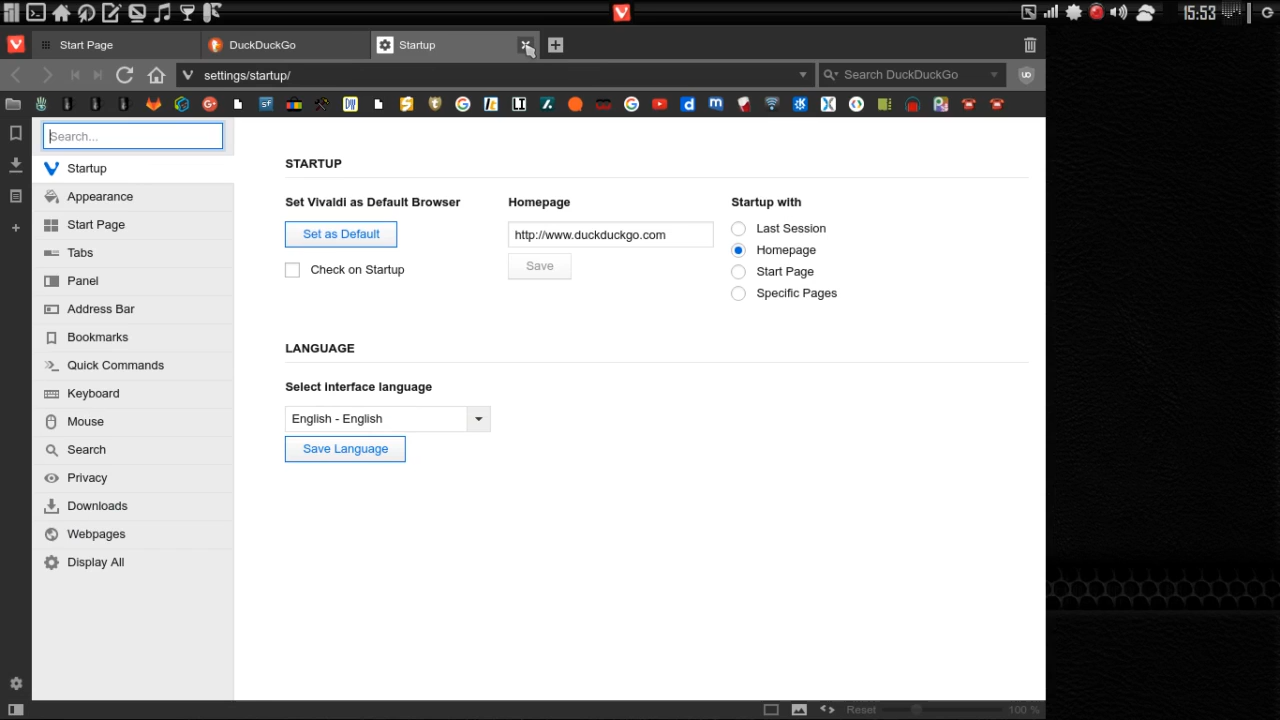 15:53
Start Page
DuckDuckGo
Startup
settings/startup/
Search DuckDuckGo
Search...
Startup
Appearance
Start Page
Tabs
Panel
Address Bar
Bookmarks
Quick Commands
Keyboard
Mouse
Search
Privacy
Downloads
Webpages
Display All
STARTUP
Set Vivaldi as Default Browser
Set as Default
Check on Startup
Homepage
http://www.duckduckgo.com
Save
Startup with
Last Session
Homepage
Start Page
Specific Pages
LANGUAGE
Select interface language
English - English
Save Language
Reset
100 %